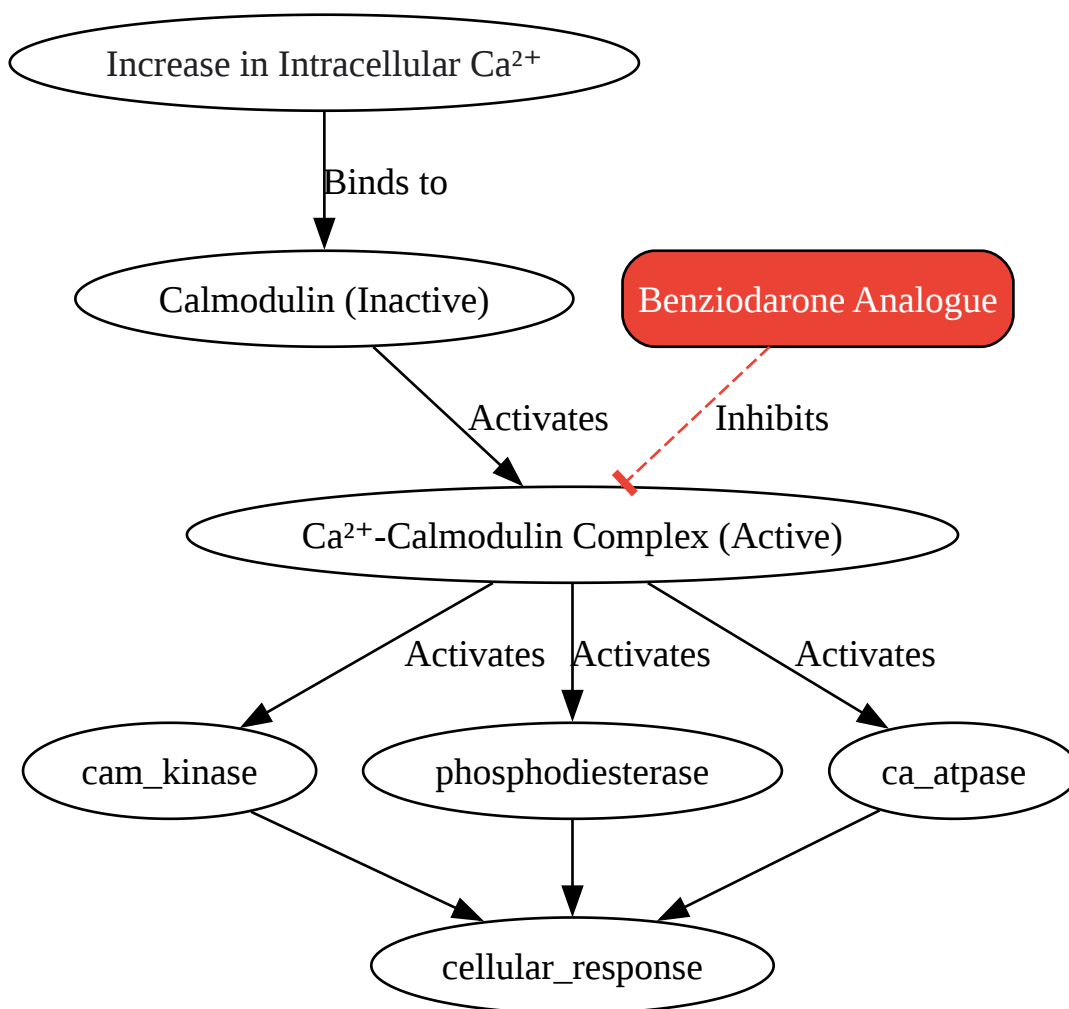 Increase in Intracellular Ca²⁺
Binds to
Calmodulin (Inactive)
Benziodarone Analogue
Activates
Inhibits
Ca²⁺-Calmodulin Complex (Active)
Activates
Activates
Activates
cam_kinase
phosphodiesterase
ca_atpase
cellular_response